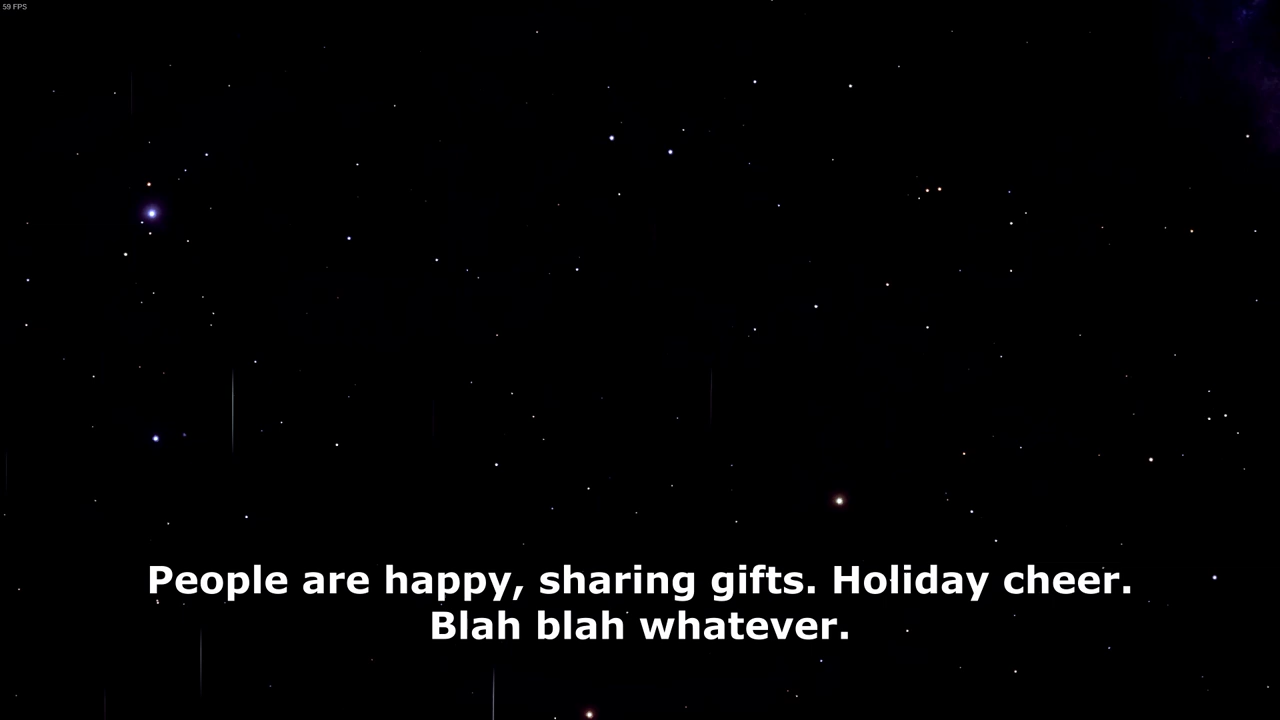 59 FPS
People are happy, sharing gifts. Holiday cheer.
Blah blah whatever.